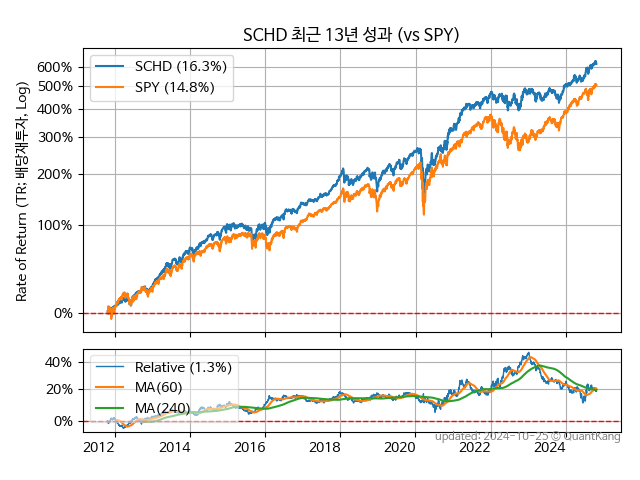 SCHD 최근 13년 성과 (vs SPY)
Rate of Return (TR; 배당재투자, Log)
600%
500%
400%
300%
200%
100%
0%
SCHD (16.3%)
SPY (14.8%)
40%
20%
0%
Relative (1.3%)
MA(60)
MA(240)
2012 2014 2016 2018 2020 2022 2024
updated: 2024-10-25 © QuantKang